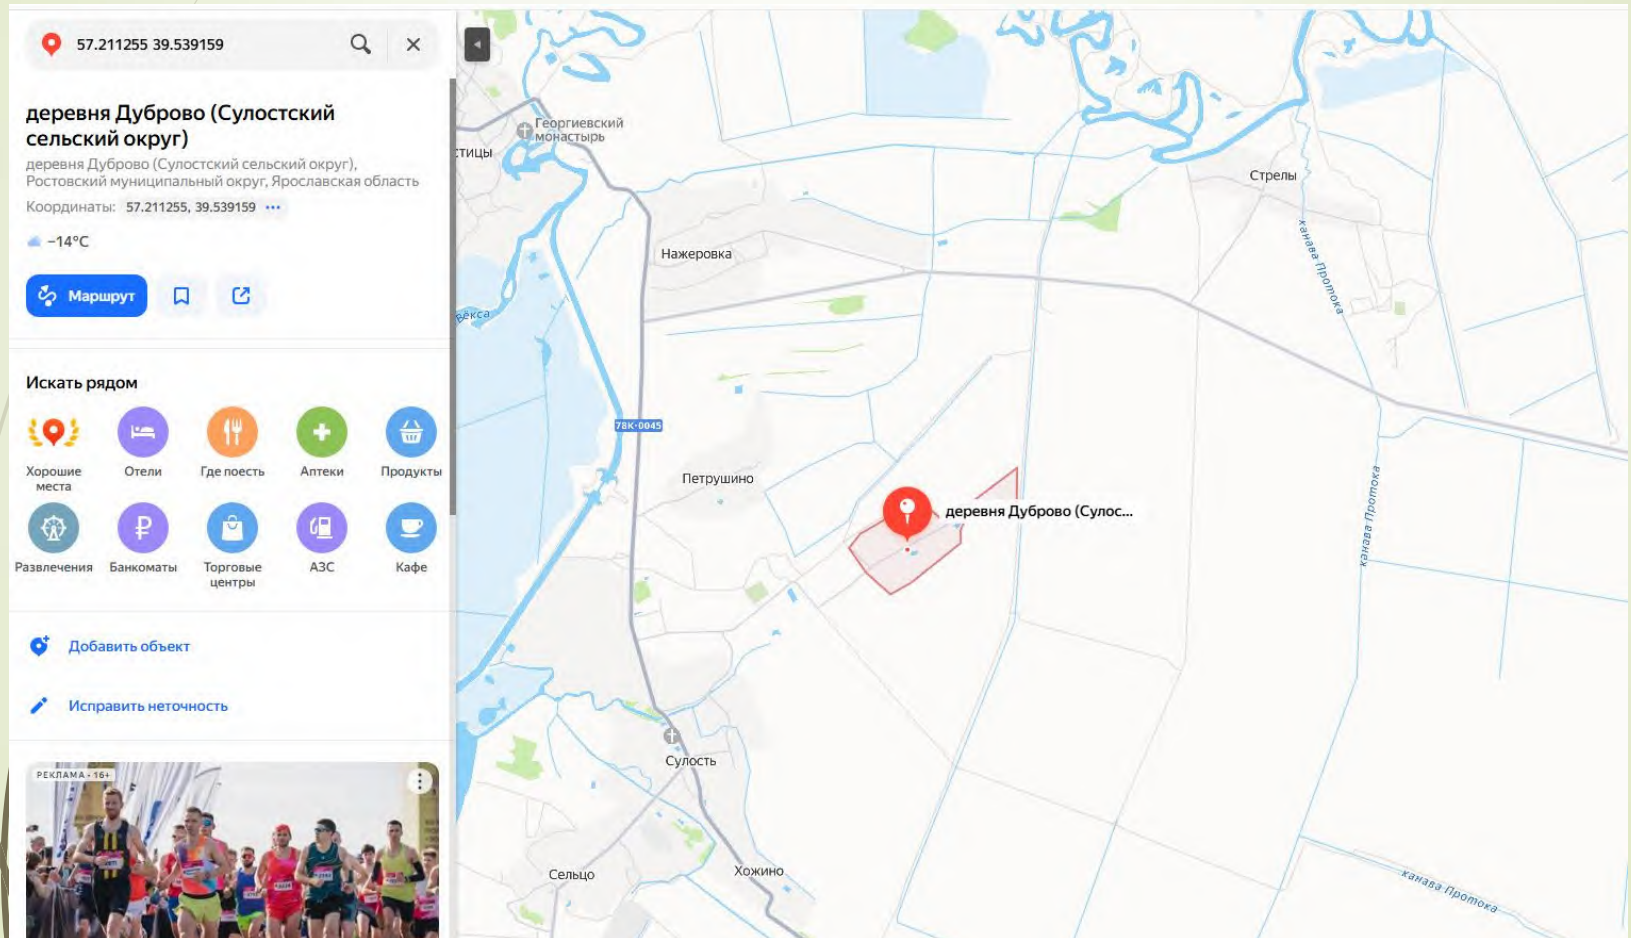 57.211255 39.539159
деревня Дуброво (Сулостский
сельский округ)
деревня Дуброво (Сулостский сельский округ),
Ростовский муниципальный округ, Ярославская область
Координаты: 57.211255, 39.539159 •••
−14°C
Маршрут
Искать рядом
Хорошие
места
Отели
Где поесть
Аптеки
Продукты
Развлечения
Банкоматы
Торговые
центры
АЗС
Кафе
Добавить объект
Исправить неточность
РЕКЛАМА • 16+
Георгиевский
монастырь
стицы
Стрелы
канава Протока
Нажеровка
Вёкса
78К-0045
Петрушино
деревня Дуброво (Сулос...
канава Протока
Сулость
Сельцо
Хожино
канава Протока